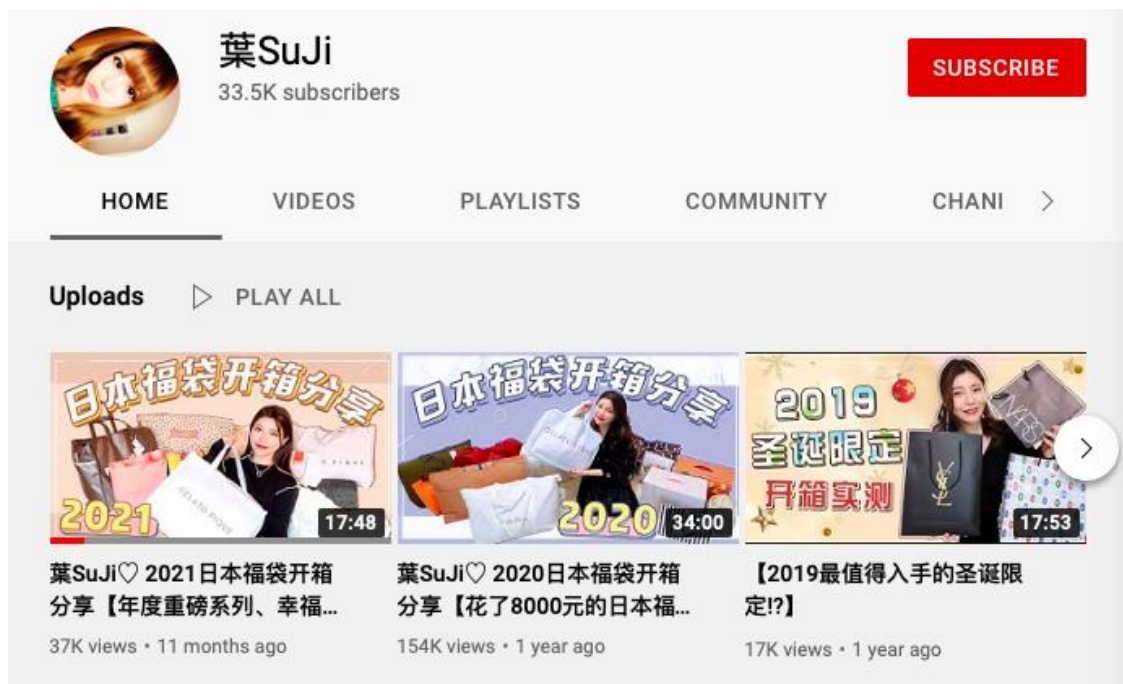 葉SuJi
33.5K subscribers
SUBSCRIBE
HOME
VIDEOS
PLAYLISTS
COMMUNITY
CHANI
Uploads
PLAY ALL
日本福袋开箱分享
GELATO PIQUE
2021
17:48
日本福袋开箱分享
2020
34:00
2019
圣诞限定
开箱实测
NARS
YSL
17:53
葉SuJi♡ 2021日本福袋开箱
分享【年度重磅系列、幸福...
37K views • 11 months ago
葉SuJi♡ 2020日本福袋开箱
分享【花了8000元的日本福...
154K views • 1 year ago
【2019最值得入手的圣诞限
定!?】
17K views • 1 year ago